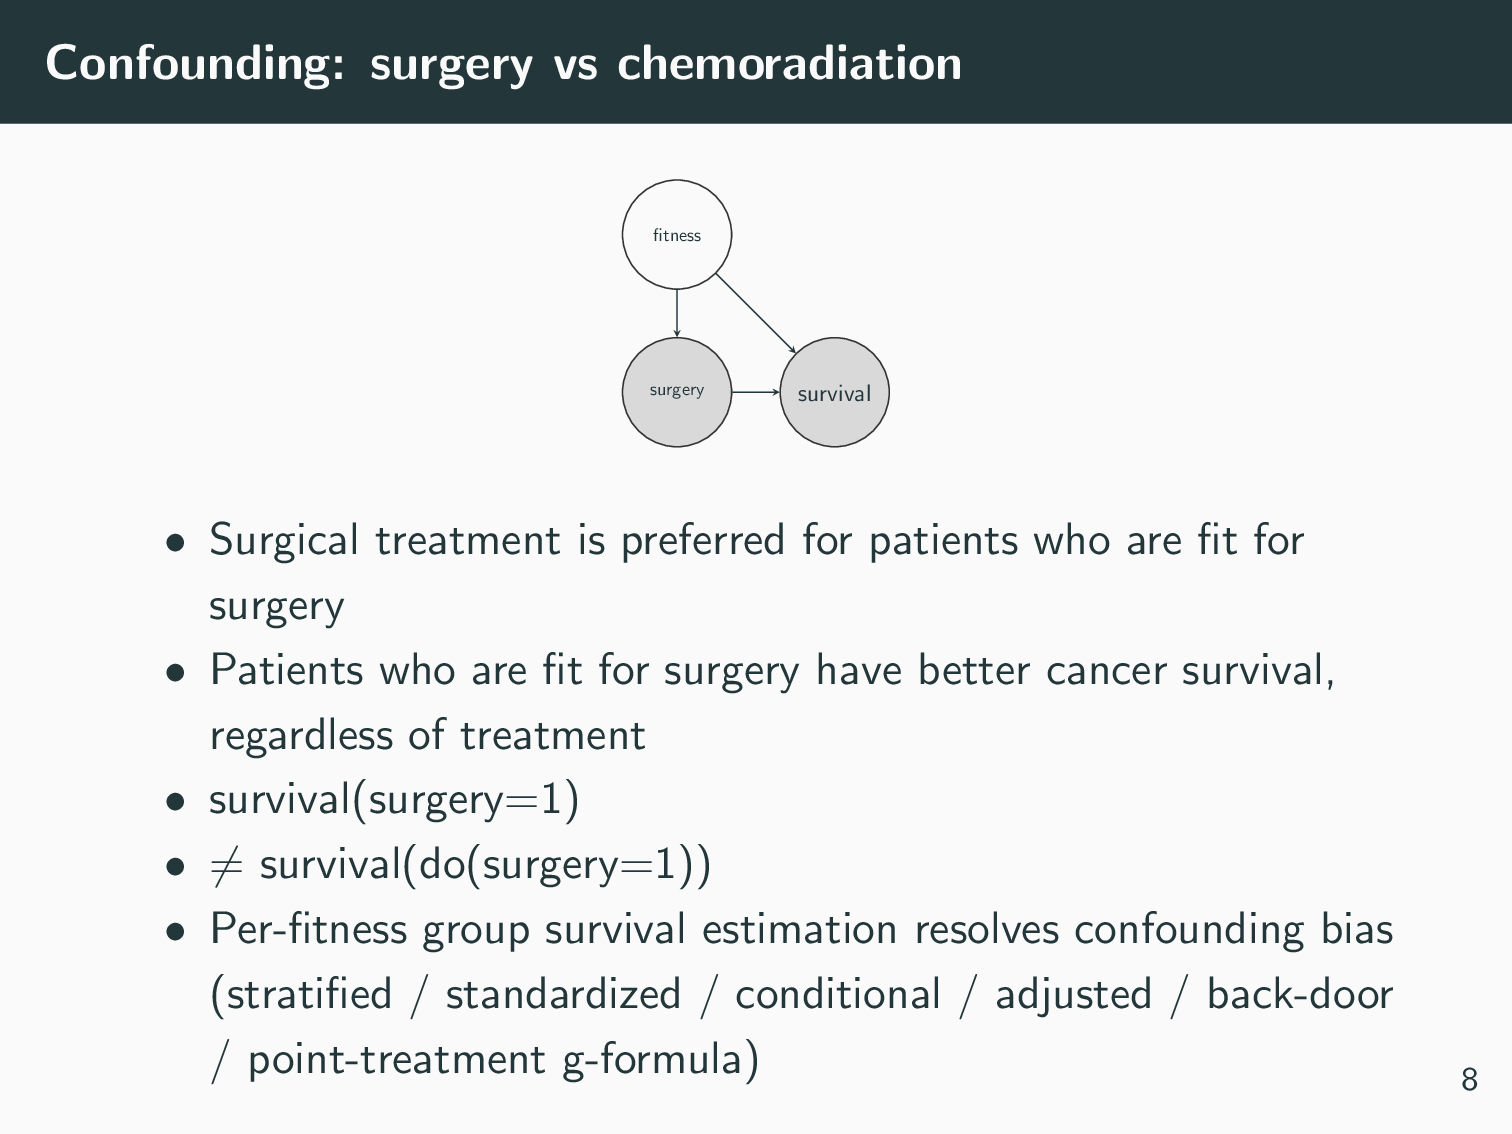 Confounding: surgery vs chemoradiation
fitness
surgery
survival
• Surgical treatment is preferred for patients who are fit for
surgery
• Patients who are fit for surgery have better cancer survival,
regardless of treatment
• survival(surgery=1)
• ≠ survival(do(surgery=1))
• Per-fitness group survival estimation resolves confounding bias
(stratified / standardized / conditional / adjusted / back-door
/ point-treatment g-formula)
8